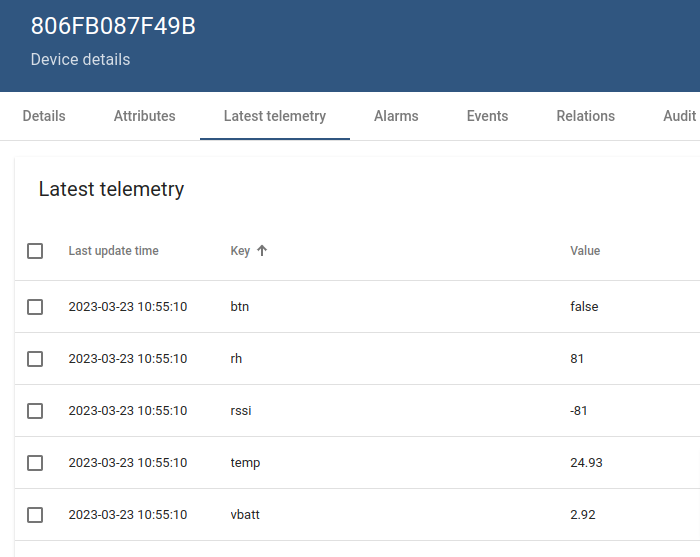 806FB087F49B
Device details
Details Attributes Latest telemetry Alarms Events Relations Audit
Latest telemetry
Last update time Key Value
2023-03-23 10:55:10 btn false
2023-03-23 10:55:10 rh 81
2023-03-23 10:55:10 rssi -81
2023-03-23 10:55:10 temp 24.93
2023-03-23 10:55:10 vbatt 2.92